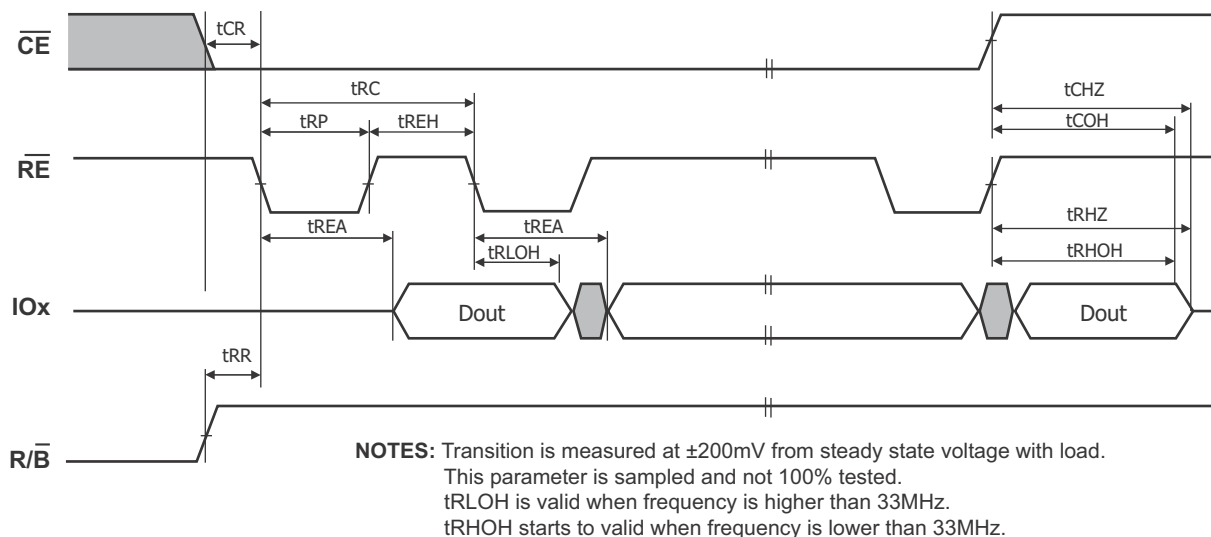 C̅E̅
tCR
tRC
tCHZ
tRP
tREH
tCOH
R̅E̅
tREA
tREA
tRHZ
tRLOH
tRHOH
IOx
Dout
Dout
tRR
R/B̅
NOTES: Transition is measured at ±200mV from steady state voltage with load.
This parameter is sampled and not 100% tested.
tRLOH is valid when frequency is higher than 33MHz.
tRHOH starts to valid when frequency is lower than 33MHz.